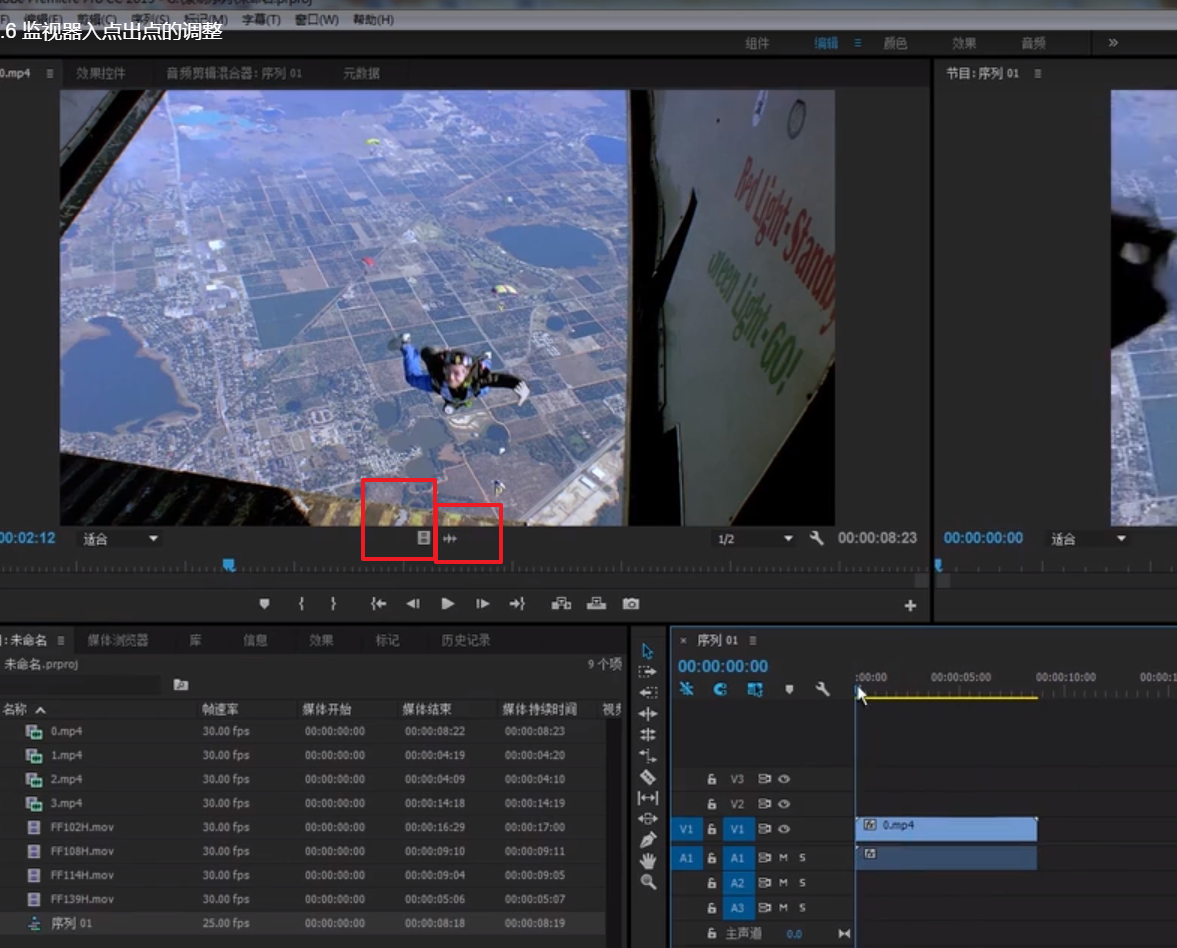 文件(F) 编辑(E) 剪辑(C) 序列(S) 标记(M) 字幕(T) 窗口(W) 帮助(H)
.6 监视器入点出点的调整
组件 编辑 颜色 效果 音频 »
0.mp4 效果控件 音频剪辑混合器: 序列 01 元数据
节目: 序列 01
Red Light-Standby
Green Light-GO!
00:02:12 适合 1/2 00:00:08:23
00:00:00:00 适合
: 未命名 媒体浏览器 库 信息 效果 标记 历史记录
未命名.prproj 9 个项
名称 帧速率 媒体开始 媒体结束 媒体持续时间 视频
0.mp4 30.00 fps 00:00:00:00 00:00:08:22 00:00:08:23
1.mp4 30.00 fps 00:00:00:00 00:00:04:19 00:00:04:20
2.mp4 30.00 fps 00:00:00:00 00:00:04:09 00:00:04:10
3.mp4 30.00 fps 00:00:00:00 00:00:14:18 00:00:14:19
FF102H.mov 30.00 fps 00:00:00:00 00:00:16:29 00:00:17:00
FF108H.mov 30.00 fps 00:00:00:00 00:00:09:10 00:00:09:11
FF114H.mov 30.00 fps 00:00:00:00 00:00:09:04 00:00:09:05
FF139H.mov 30.00 fps 00:00:00:00 00:00:05:06 00:00:05:07
序列 01 25.00 fps 00:00:00:00 00:00:08:18 00:00:08:19
× 序列 01
00:00:00:00
:00:00 00:00:05:00 00:00:10:00 00:00:1
V3
V2
V1 V1 fx 0.mp4
A1 A1 M S fx
A2 M S
A3 M S
主声道 0.0